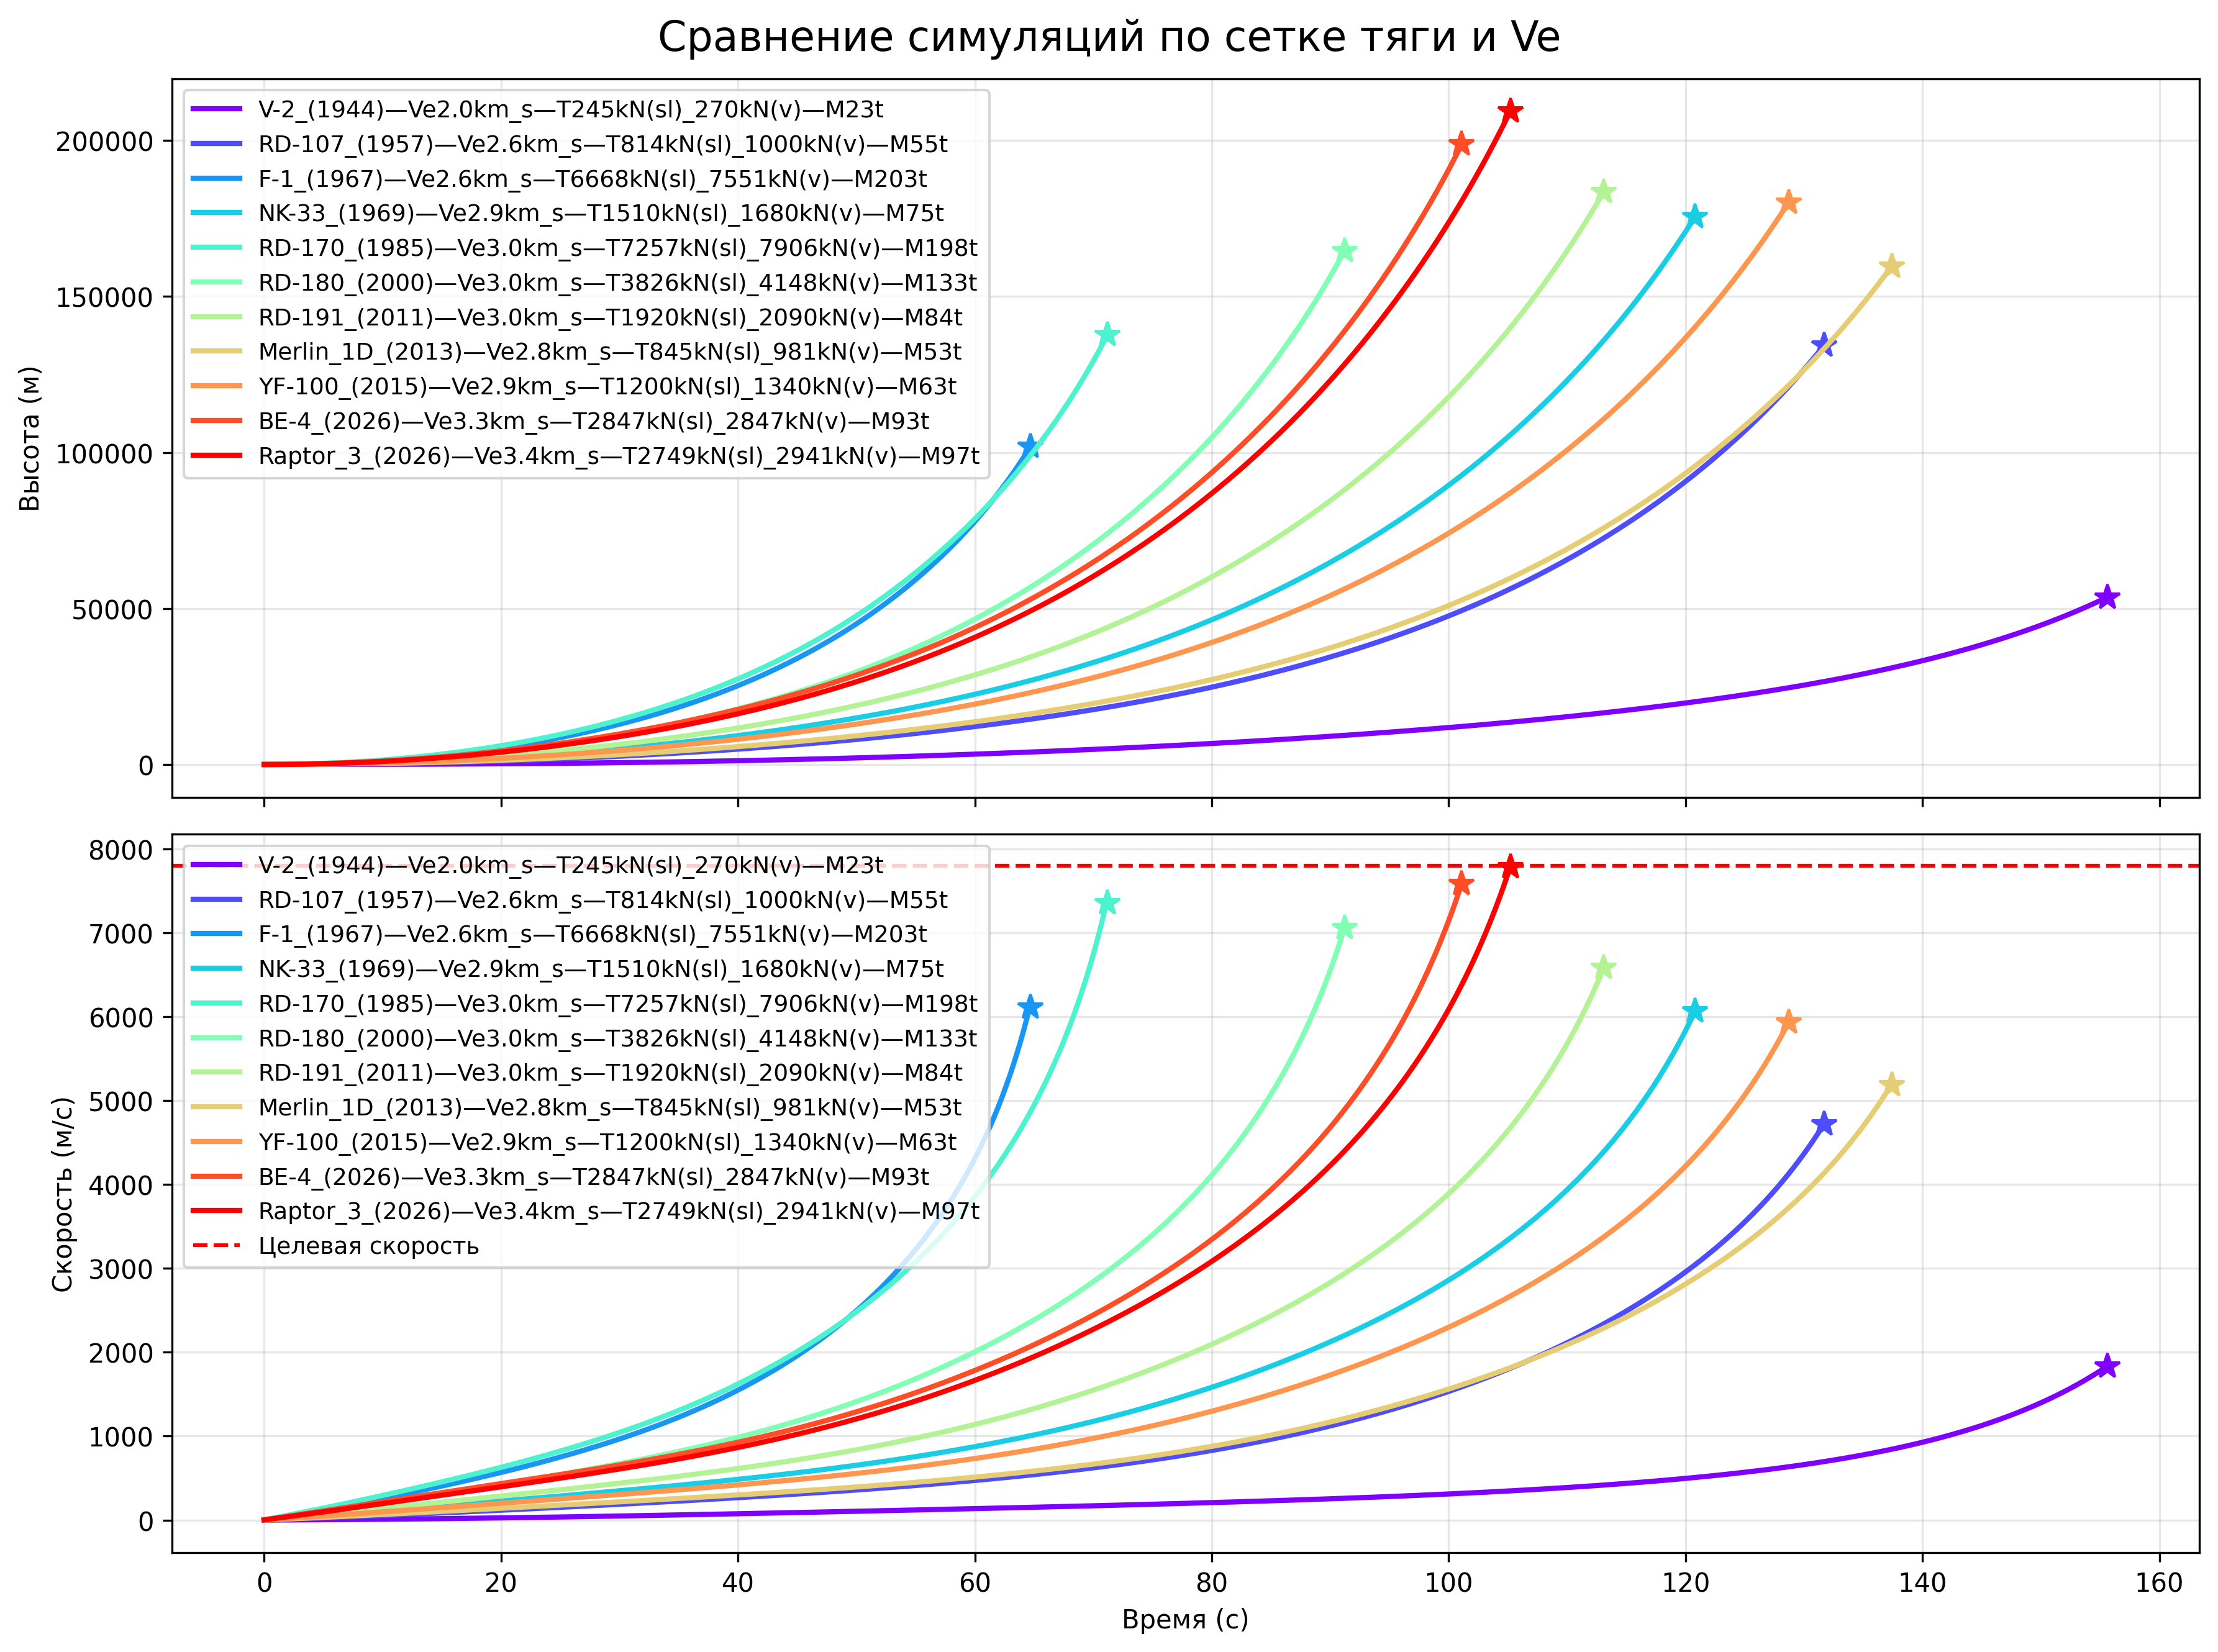 Сравнение симуляций по сетке тяги и Ve
V-2_(1944)—Ve2.0km_s—T245kN(sl)_270kN(v)—M23t
RD-107_(1957)—Ve2.6km_s—T814kN(sl)_1000kN(v)—M55t
F-1_(1967)—Ve2.6km_s—T6668kN(sl)_7551kN(v)—M203t
NK-33_(1969)—Ve2.9km_s—T1510kN(sl)_1680kN(v)—M75t
RD-170_(1985)—Ve3.0km_s—T7257kN(sl)_7906kN(v)—M198t
RD-180_(2000)—Ve3.0km_s—T3826kN(sl)_4148kN(v)—M133t
RD-191_(2011)—Ve3.0km_s—T1920kN(sl)_2090kN(v)—M84t
Merlin_1D_(2013)—Ve2.8km_s—T845kN(sl)_981kN(v)—M53t
YF-100_(2015)—Ve2.9km_s—T1200kN(sl)_1340kN(v)—M63t
BE-4_(2026)—Ve3.3km_s—T2847kN(sl)_2847kN(v)—M93t
Raptor_3_(2026)—Ve3.4km_s—T2749kN(sl)_2941kN(v)—M97t
200000
150000
100000
50000
0
Высота (м)
V-2_(1944)—Ve2.0km_s—T245kN(sl)_270kN(v)—M23t
RD-107_(1957)—Ve2.6km_s—T814kN(sl)_1000kN(v)—M55t
F-1_(1967)—Ve2.6km_s—T6668kN(sl)_7551kN(v)—M203t
NK-33_(1969)—Ve2.9km_s—T1510kN(sl)_1680kN(v)—M75t
RD-170_(1985)—Ve3.0km_s—T7257kN(sl)_7906kN(v)—M198t
RD-180_(2000)—Ve3.0km_s—T3826kN(sl)_4148kN(v)—M133t
RD-191_(2011)—Ve3.0km_s—T1920kN(sl)_2090kN(v)—M84t
Merlin_1D_(2013)—Ve2.8km_s—T845kN(sl)_981kN(v)—M53t
YF-100_(2015)—Ve2.9km_s—T1200kN(sl)_1340kN(v)—M63t
BE-4_(2026)—Ve3.3km_s—T2847kN(sl)_2847kN(v)—M93t
Raptor_3_(2026)—Ve3.4km_s—T2749kN(sl)_2941kN(v)—M97t
Целевая скорость
8000
7000
6000
5000
4000
3000
2000
1000
0
Скорость (м/с)
0 20 40 60 80 100 120 140 160
Время (с)